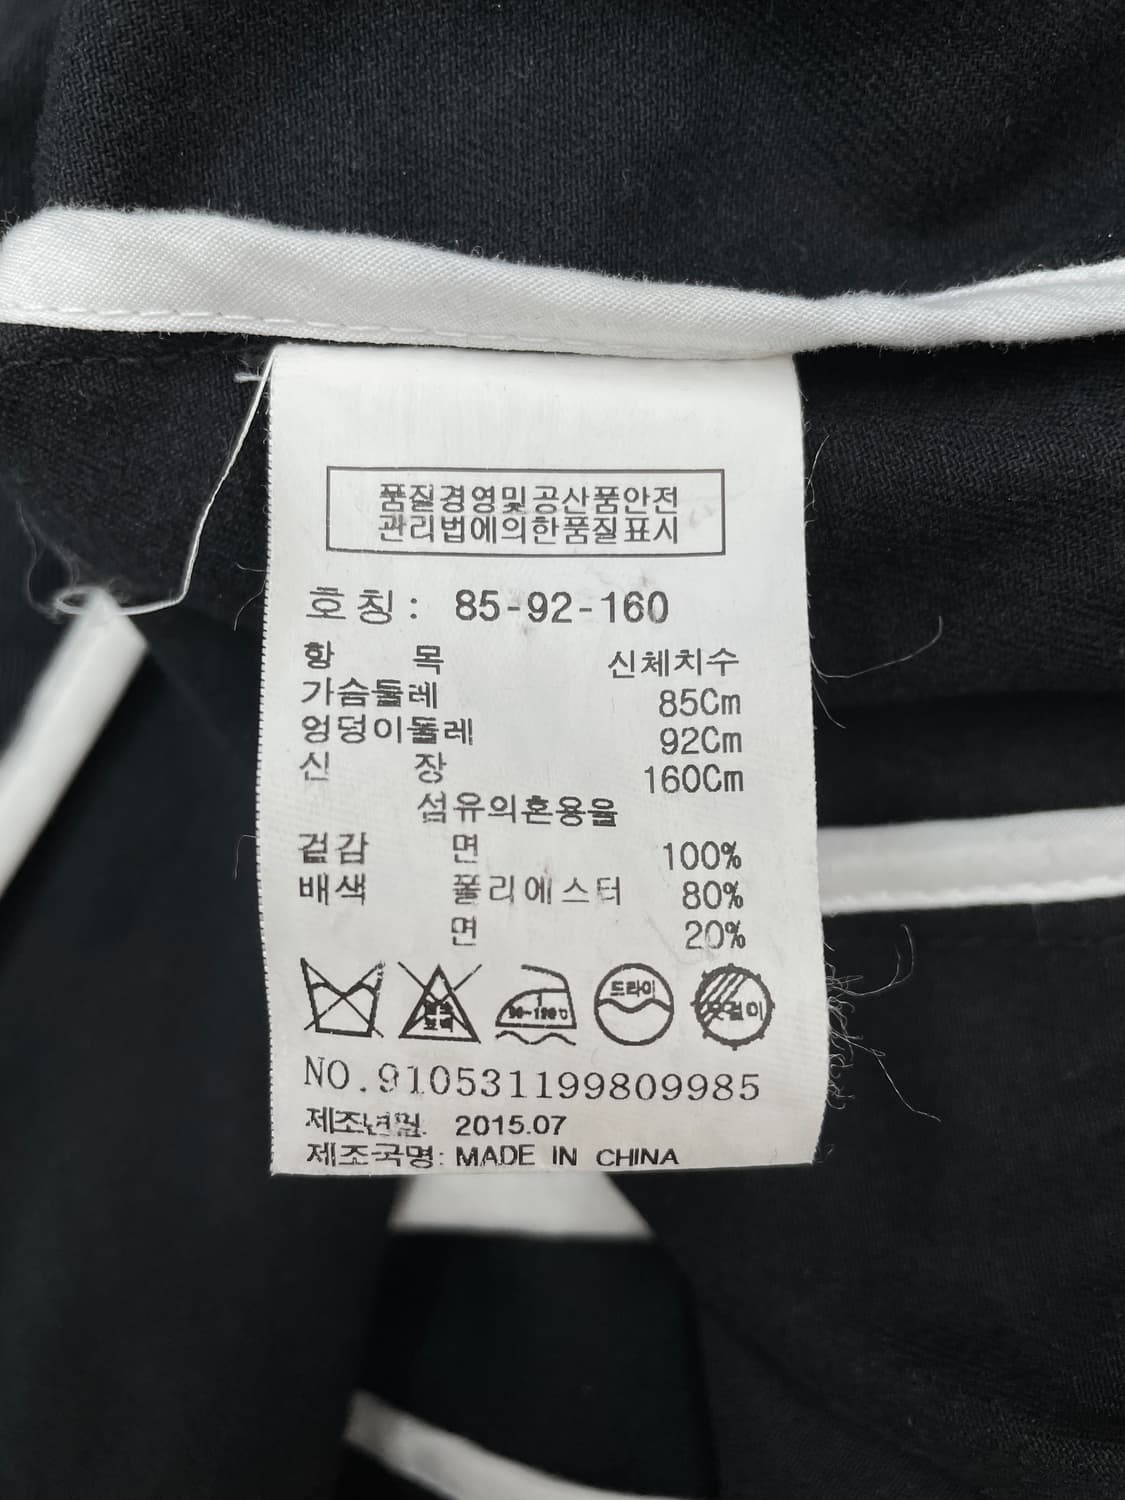 품질경영및공산품안전
관리법에의한품질표시
호칭: 85-92-160
항 목 신체치수
가슴둘레 85Cm
엉덩이둘레 92Cm
신 장 160Cm
섬유의혼용율
겉감 면 100%
배색 폴리에스터 80%
면 20%
드라이
NO.910531199809985
제조년월. 2015.07
제조국명: MADE IN CHINA